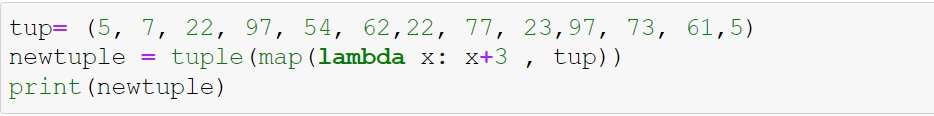 tup= (5, 7, 22, 97, 54, 62,22, 77, 23,97, 73, 61,5)
newtuple = tuple(map(lambda x: x+3 , tup))
print(newtuple)